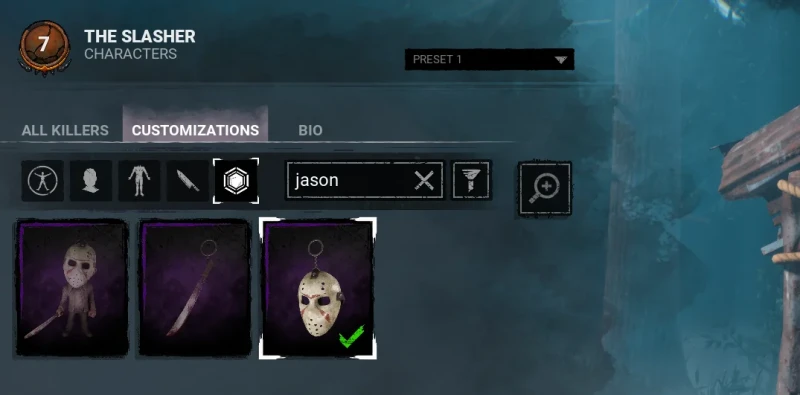 7
THE SLASHER
CHARACTERS
PRESET 1
ALL KILLERS
CUSTOMIZATIONS
BIO
jason